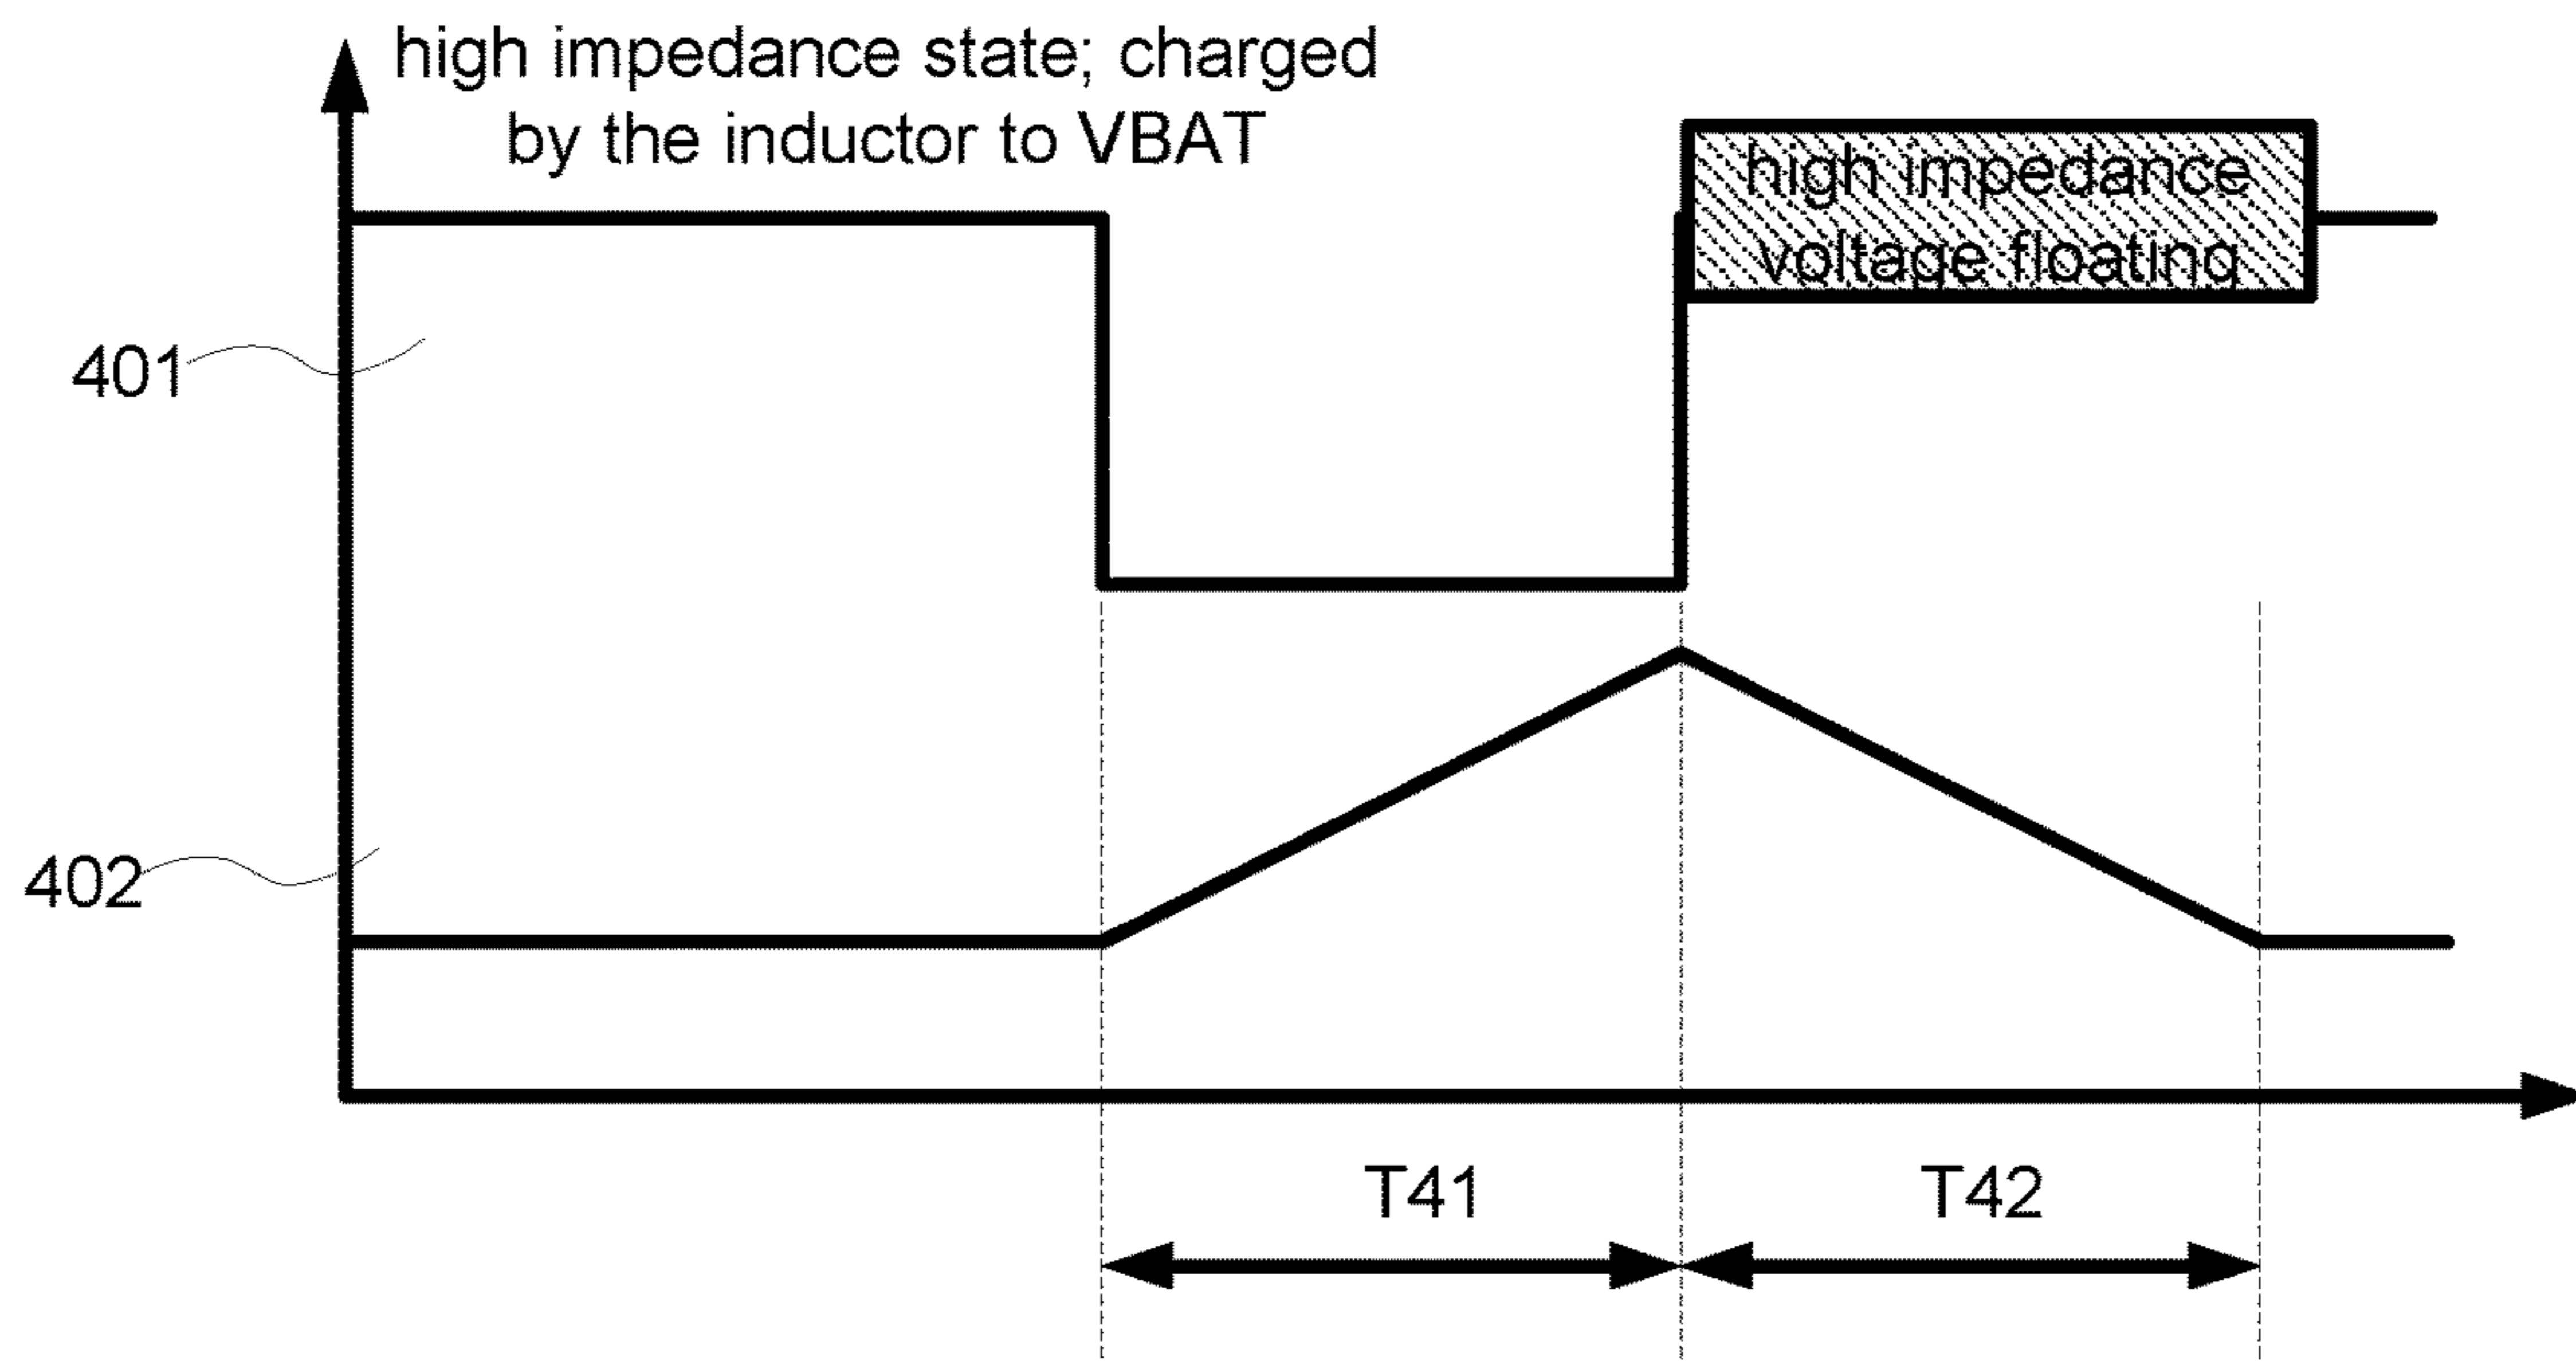 high impedance state; charged
by the inductor to VBAT
high impedance
voltage floating
401
402
T41
T42